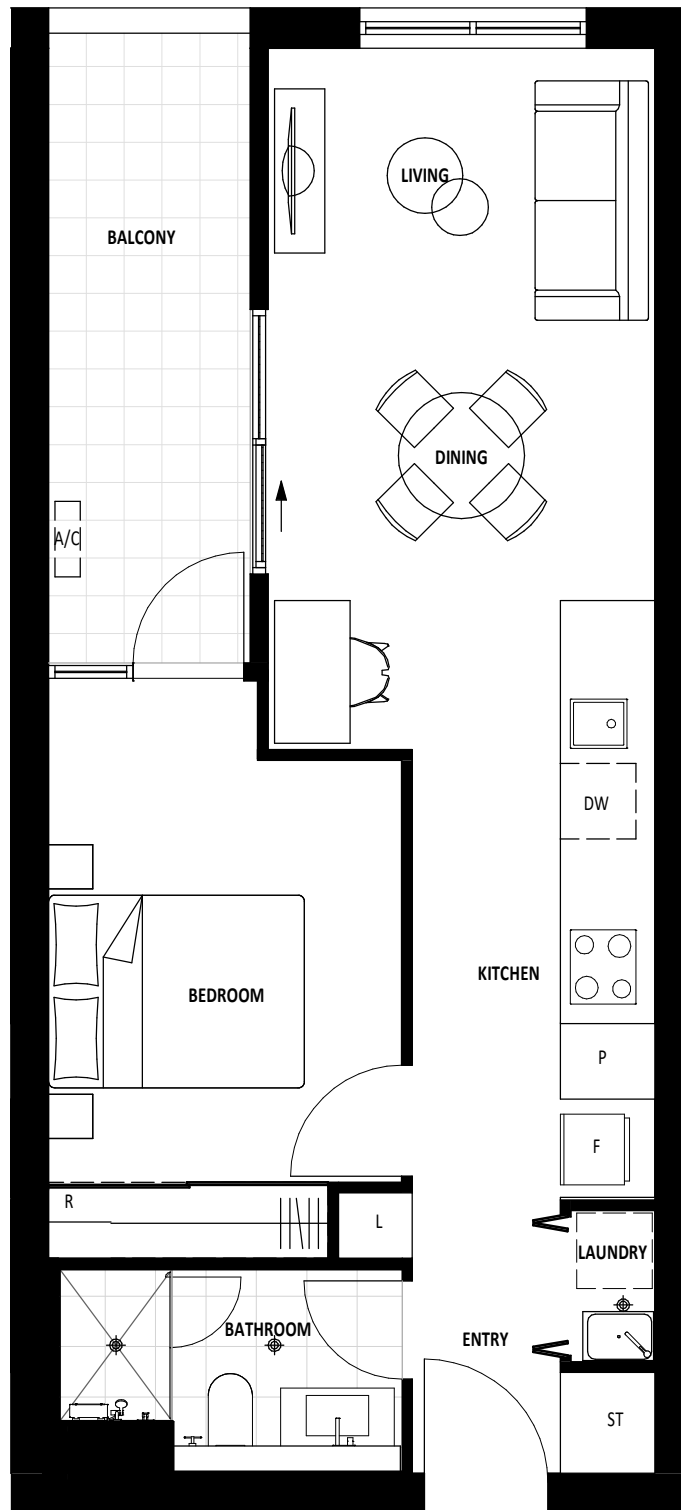 LIVING
BALCONY
DINING
A/C
DW
KITCHEN
BEDROOM
P
F
R
L
LAUNDRY
BATHROOM
ENTRY
ST